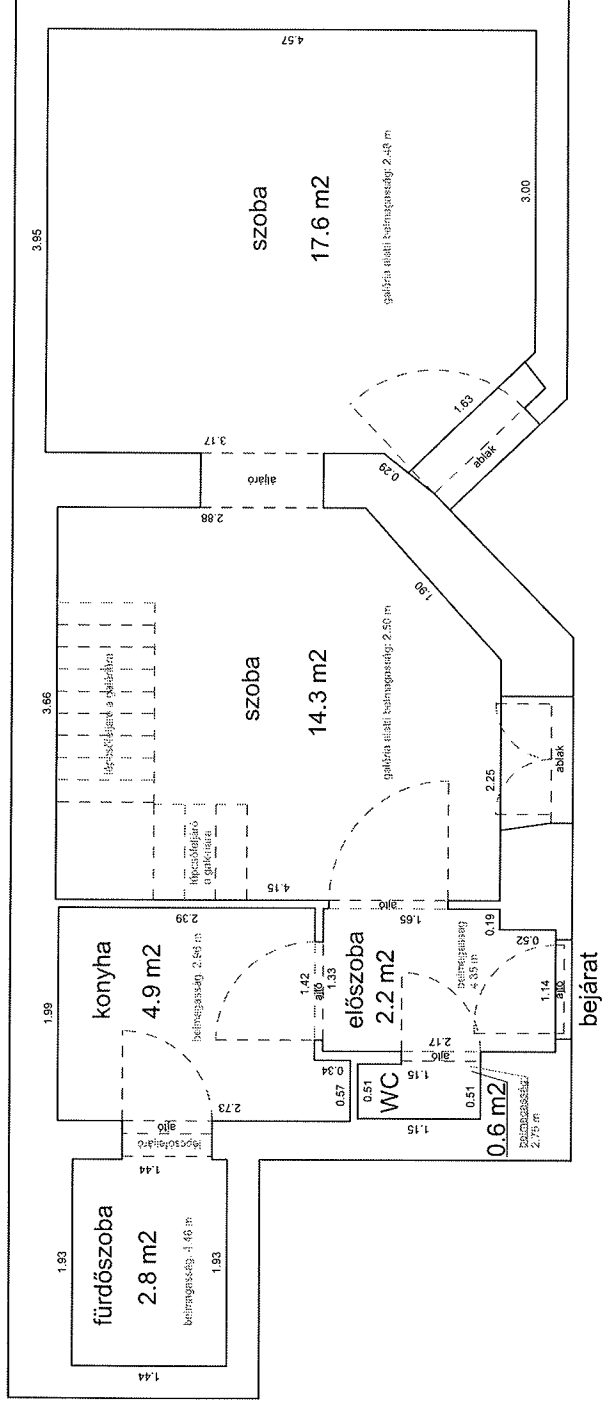 4.57
3.95
szoba
17.6 m2
galéria alatti belmagasság: 2.48 m
3.00
1.63
ablak
0.29
3.17
átjáró
2.88
3.66
lépcsőfeljáró a galériára
szoba
14.3 m2
galéria alatti belmagasság: 2.50 m
1.90
2.25
ablak
lépcsőfeljáró
a galériára
4.15
ajtó
1.65
0.19
0.52
2.39
konyha
4.9 m2
belmagasság: 2.96 m
1.99
1.42
ajtó
1.33
előszoba
2.2 m2
belmagasság
4.35 m
1.14
ajtó
bejárat
2.17
ajtó
1.15
0.34
0.57
0.51
WC
0.51
1.15
0.6 m2
belmagasság:
2.75 m
2.73
ajtó
lépcsőfeljáró
1.44
1.93
fürdőszoba
2.8 m2
1.93
1.44